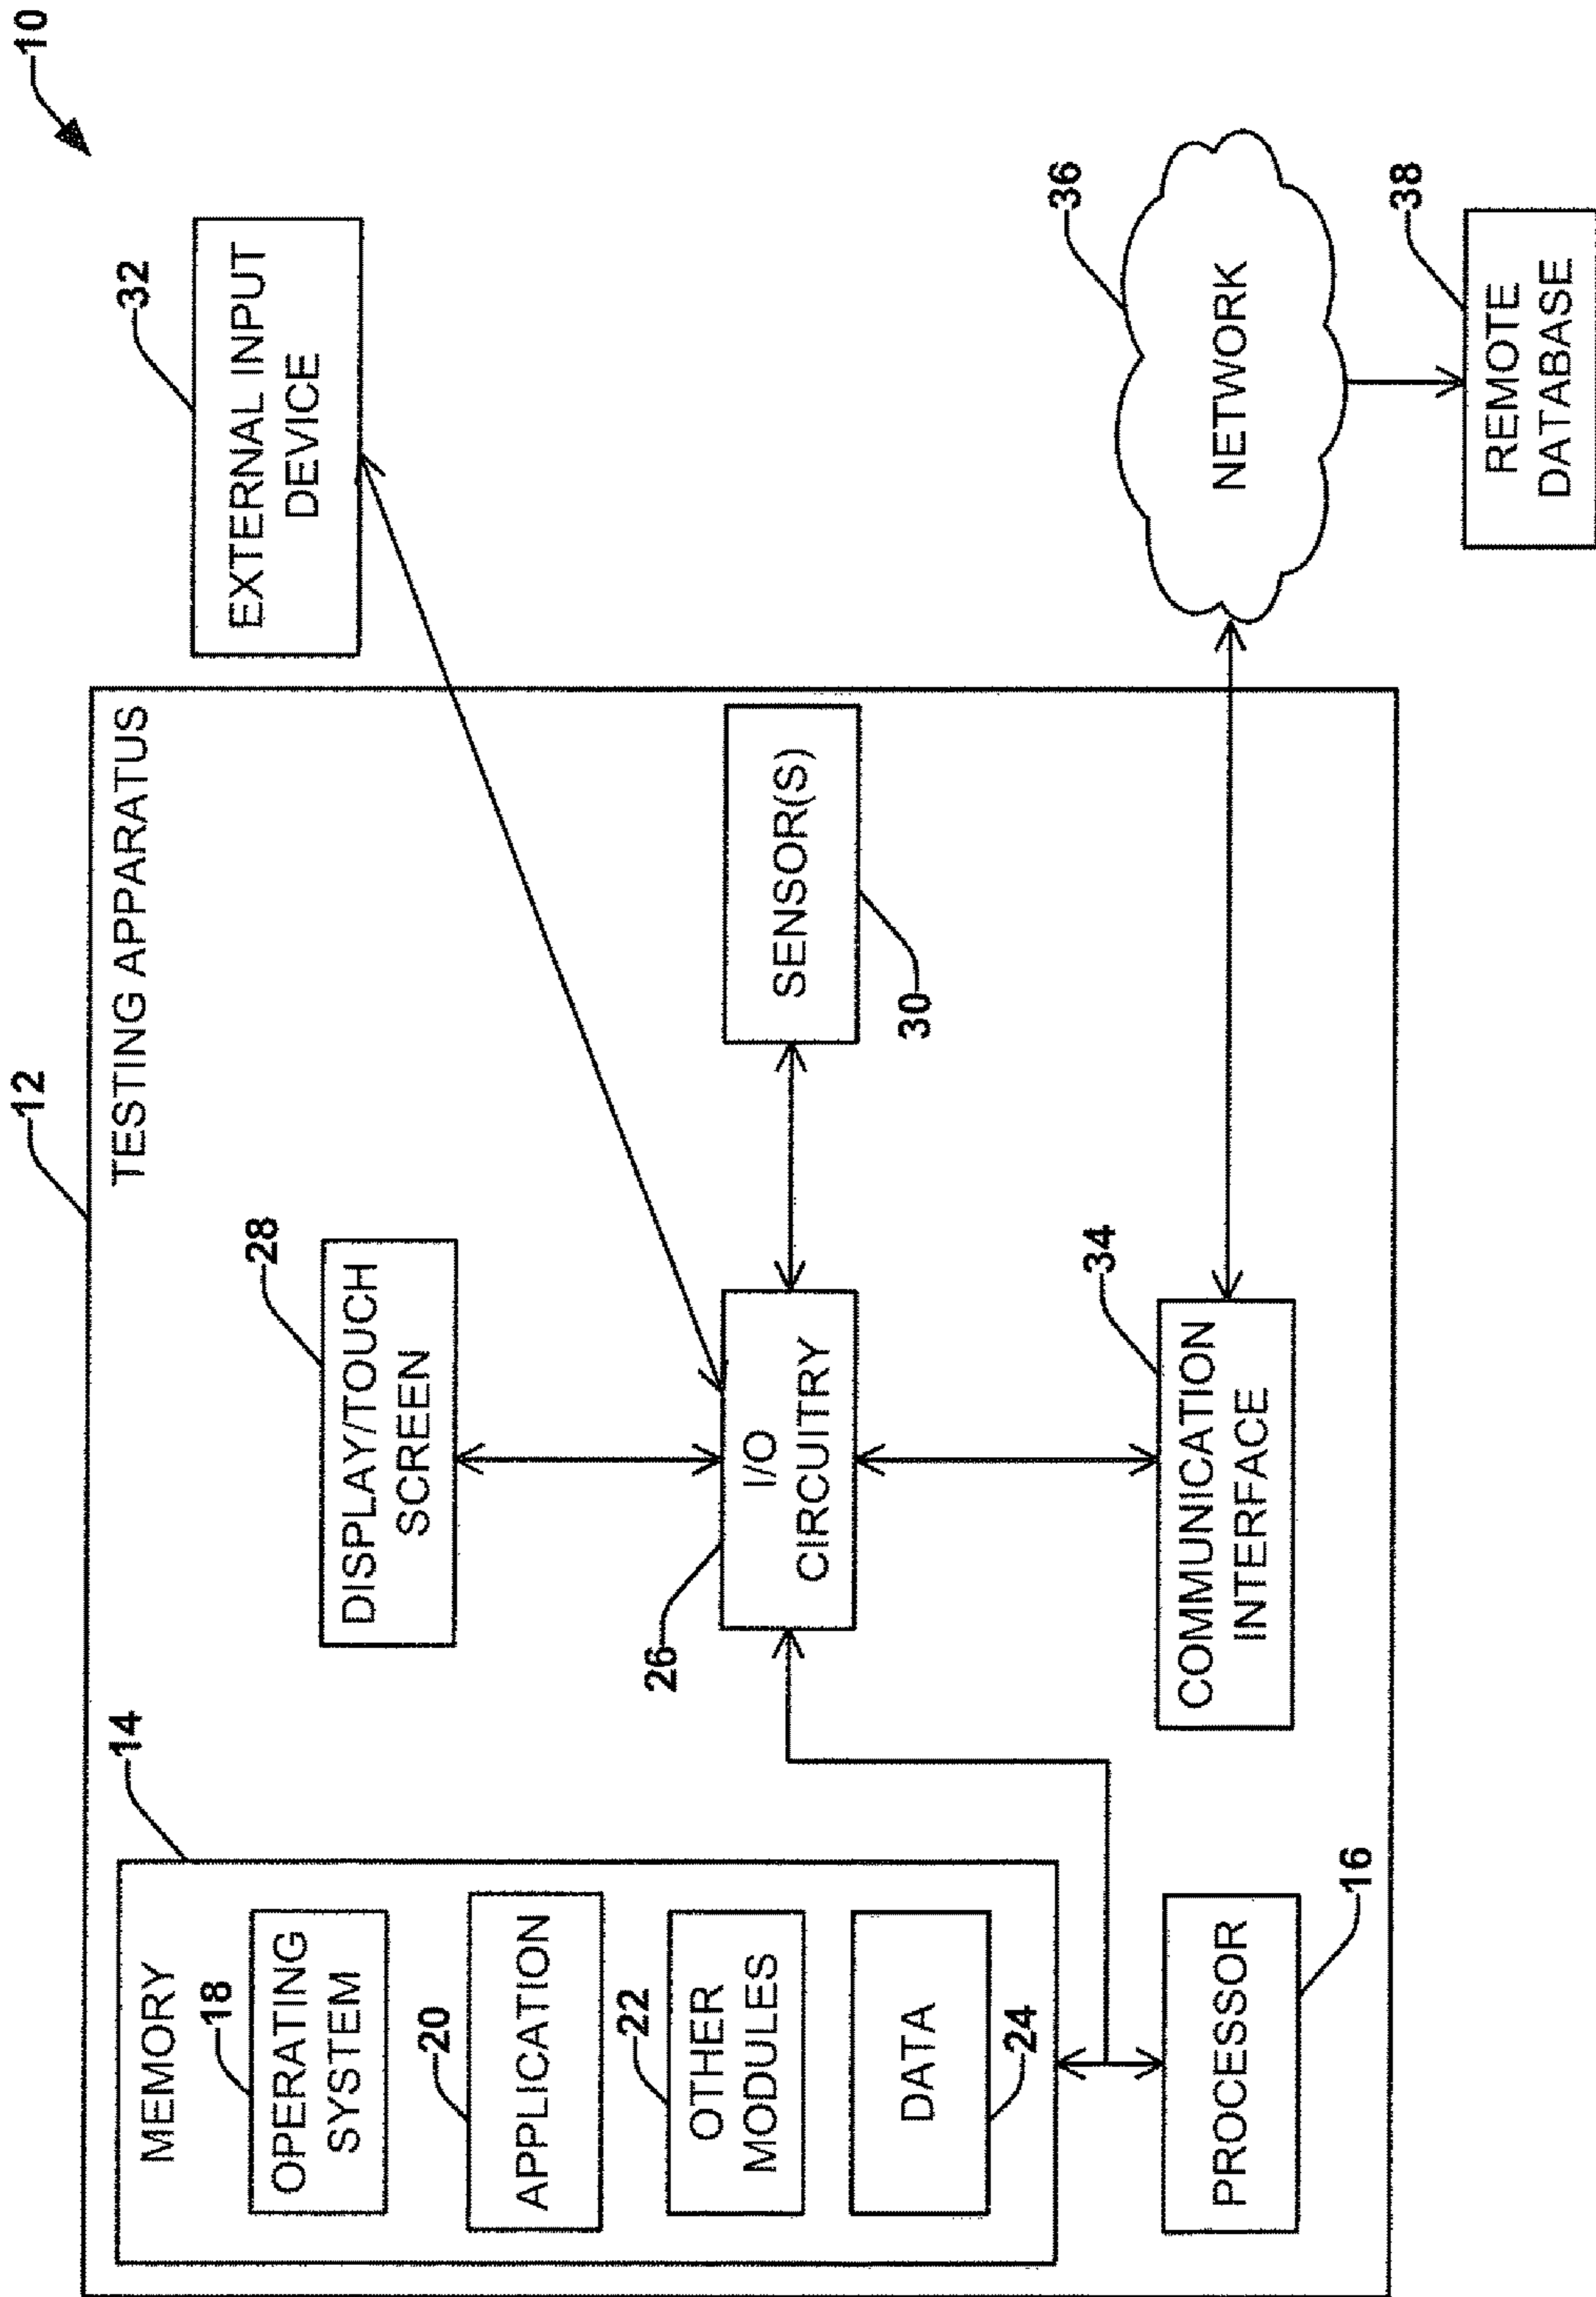 10
12
TESTING APPARATUS
14
MEMORY
18
OPERATING
SYSTEM
20
APPLICATION
22
OTHER
MODULES
DATA
24
PROCESSOR
16
28
DISPLAY/TOUCH
SCREEN
26
I/O
CIRCUITRY
34
COMMUNICATION
INTERFACE
SENSOR(S)
30
32
EXTERNAL INPUT
DEVICE
36
NETWORK
38
REMOTE
DATABASE